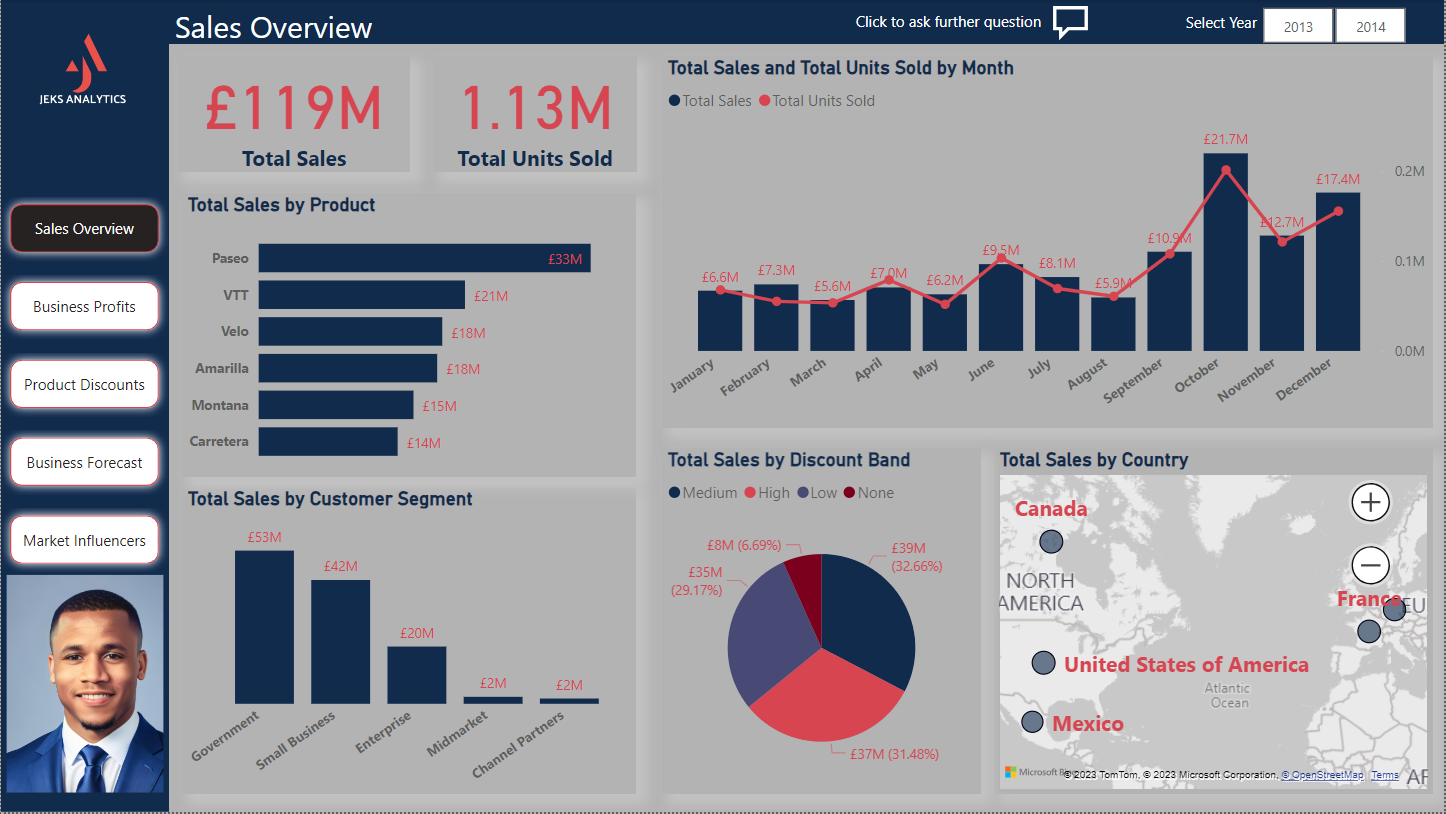 Sales Overview
Click to ask further question
Select Year
2013
2014
JEKS ANALYTICS
Sales Overview
Business Profits
Product Discounts
Business Forecast
Market Influencers
£119M
Total Sales
1.13M
Total Units Sold
Total Sales by Product
Paseo £33M
VTT £21M
Velo £18M
Amarilla £18M
Montana £15M
Carretera £14M
Total Sales by Customer Segment
£53M
£42M
£20M
£2M
£2M
Government
Small Business
Enterprise
Midmarket
Channel Partners
Total Sales and Total Units Sold by Month
Total Sales
Total Units Sold
£6.6M
£7.3M
£5.6M
£7.0M
£6.2M
£9.5M
£8.1M
£5.9M
£10.9M
£21.7M
£12.7M
£17.4M
0.2M
0.1M
0.0M
January
February
March
April
May
June
July
August
September
October
November
December
Total Sales by Discount Band
Medium
High
Low
None
£8M (6.69%)
£39M
(32.66%)
£35M
(29.17%)
£37M (31.48%)
Total Sales by Country
Canada
NORTH
AMERICA
France
EU
United States of America
Atlantic
Ocean
Mexico
Microsoft
© 2023 TomTom, © 2023 Microsoft Corporation, © OpenStreetMap Terms
AF